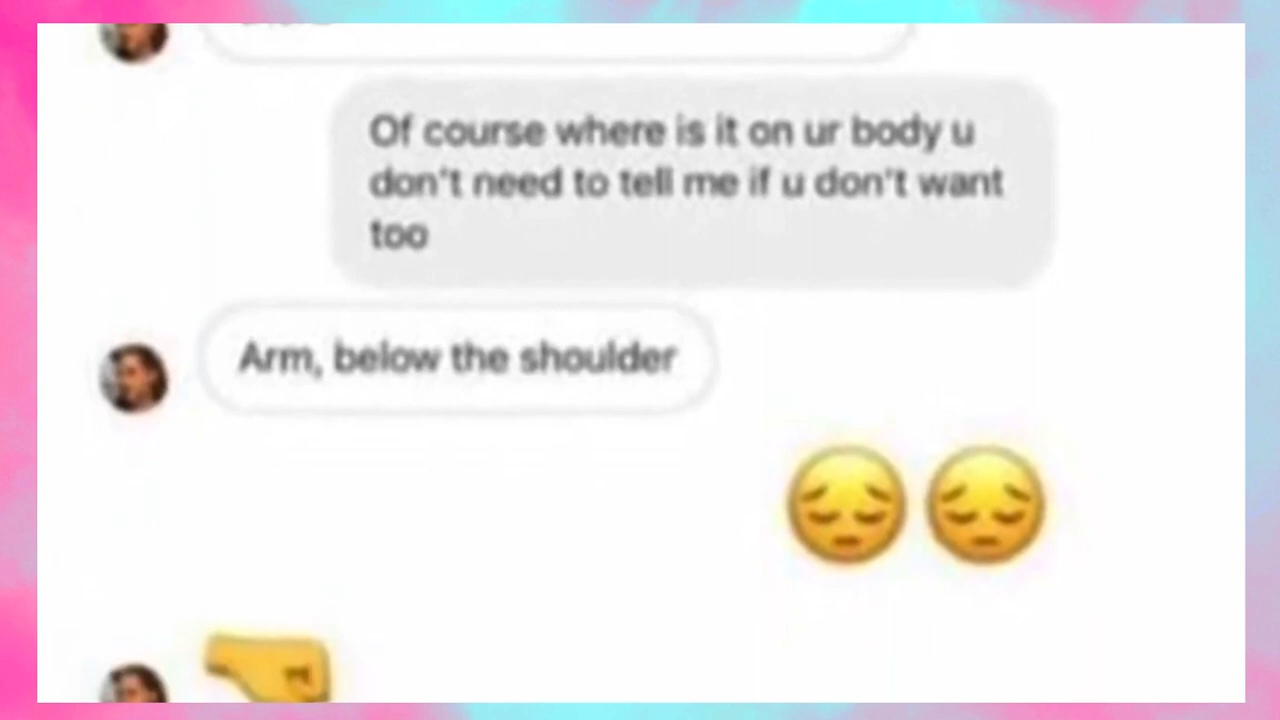 Of course where is it on ur body u
don't need to tell me if u don't want
too
Arm, below the shoulder